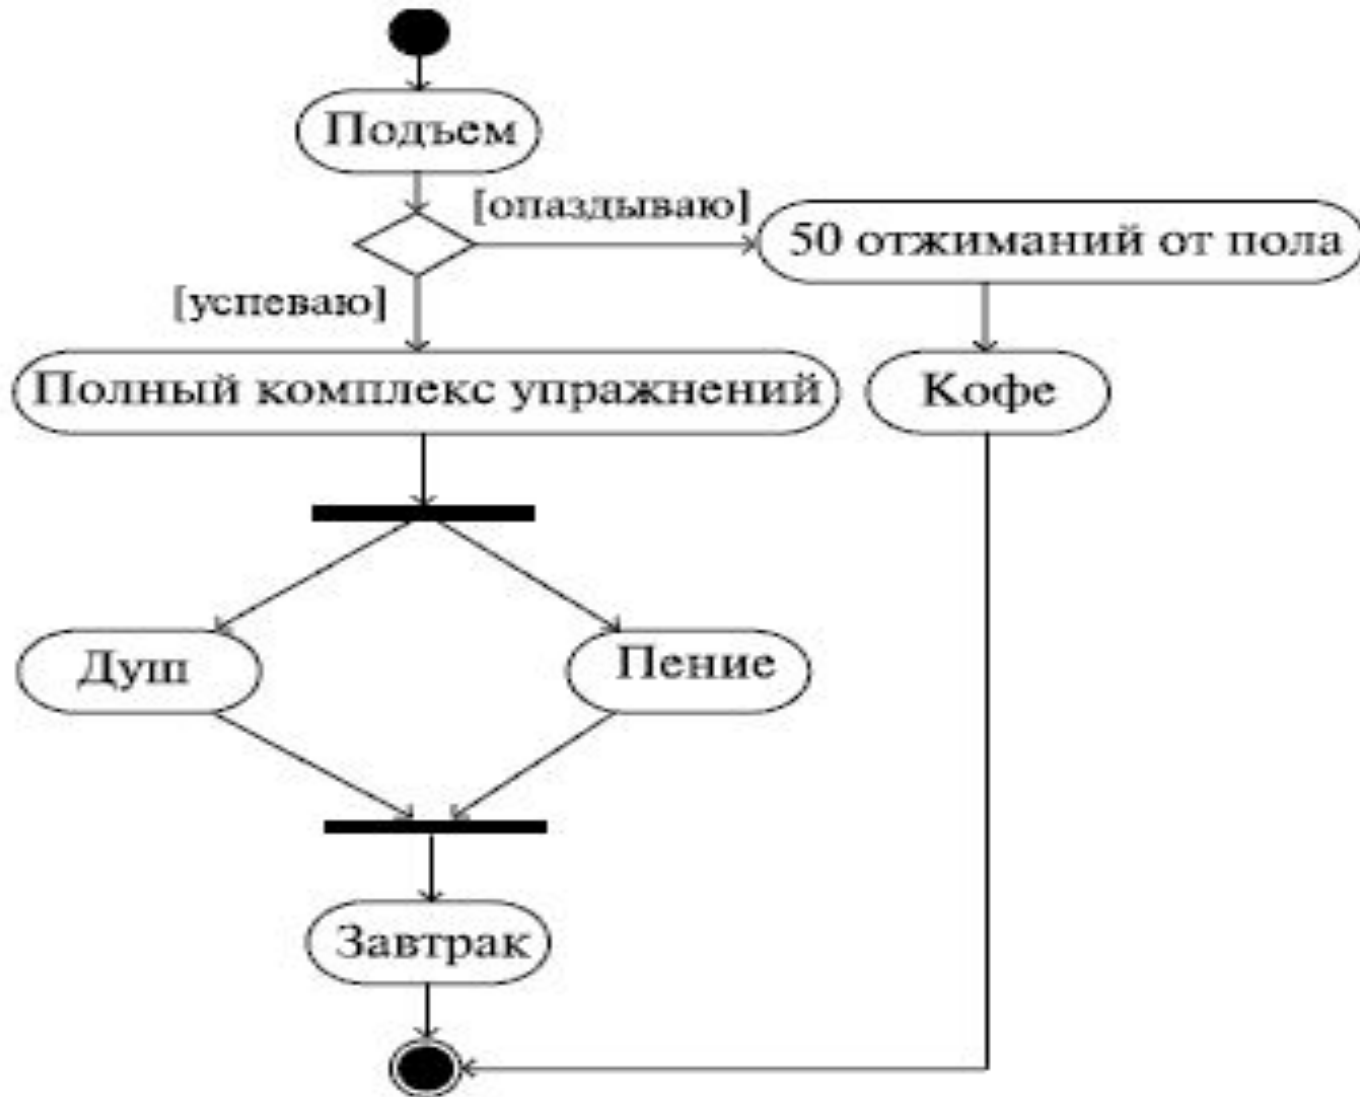 Подъем
[опаздываю]
50 отжиманий от пола
[успеваю]
Полный комплекс упражнений
Кофе
Душ
Пение
Завтрак